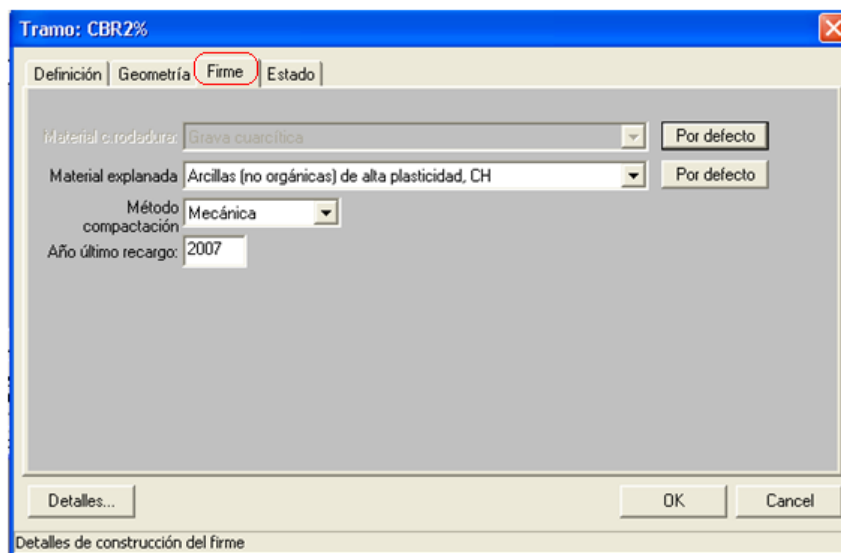 Tramo: CBR2%
Definición Geometría Firme Estado
Material c.rodadura: Grava cuarcítica Por defecto
Material explanada Arcillas (no orgánicas) de alta plasticidad, CH Por defecto
Método
compactación Mecánica
Año último recargo: 2007
Detalles... OK Cancel
Detalles de construcción del firme